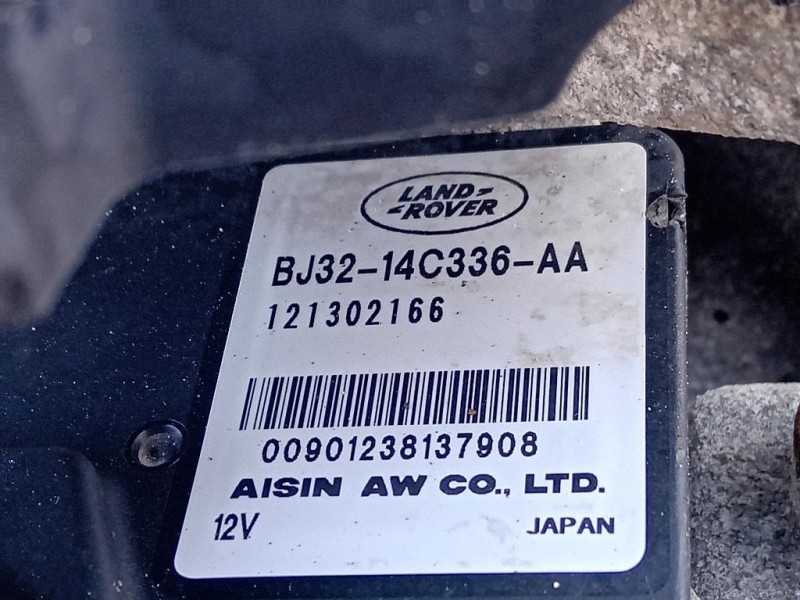 LAND-
-ROVER
BJ32-14C336-AA
121302166
00901238137908
AISIN AW CO., LTD.
12V JAPAN